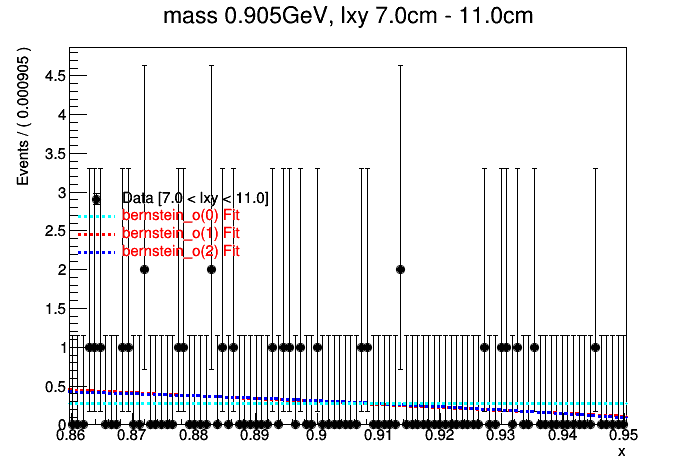 mass 0.905GeV, lxy 7.0cm - 11.0cm
Events / ( 0.000905 )
4.5
4
3.5
3
Data [7.0 < lxy < 11.0]
bernstein_o(0) Fit
2.5
bernstein_o(1) Fit
bernstein_o(2) Fit
2
1.5
1
0.5
0
0.86 0.87 0.88 0.89 0.9 0.91 0.92 0.93 0.94 0.95
x